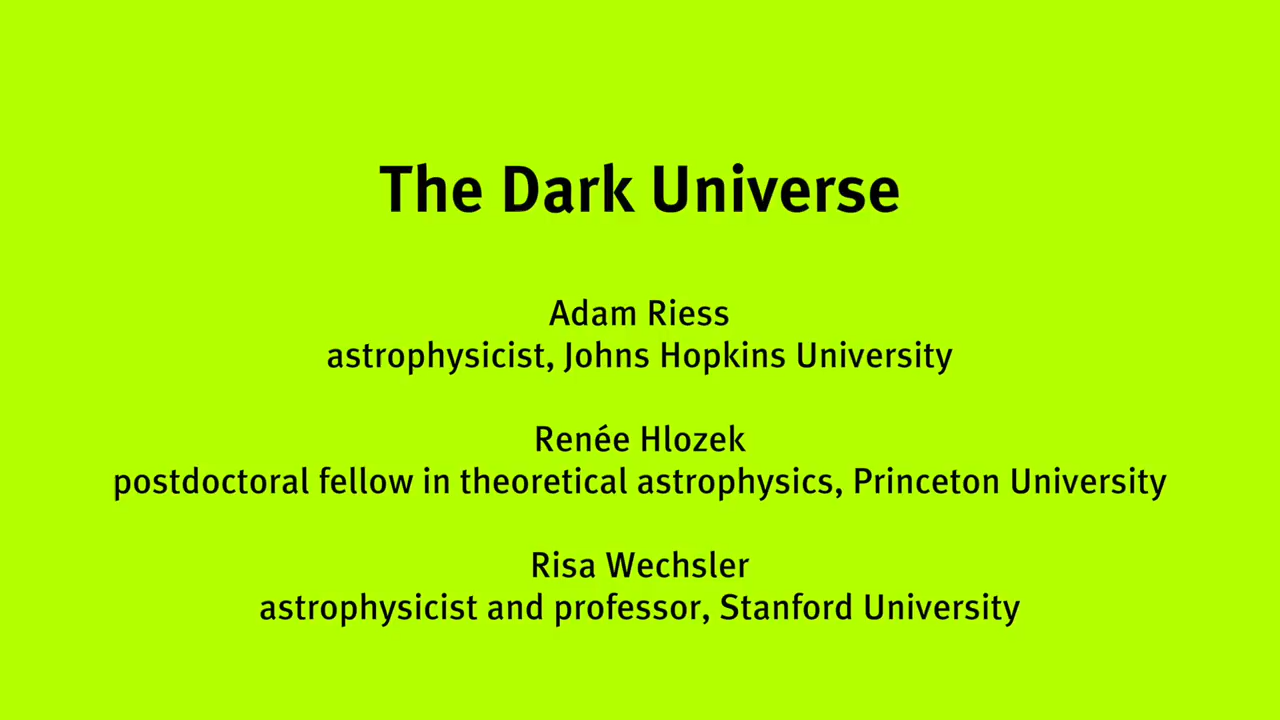 The Dark Universe
Adam Riess
astrophysicist, Johns Hopkins University
Renée Hlozek
postdoctoral fellow in theoretical astrophysics, Princeton University
Risa Wechsler
astrophysicist and professor, Stanford University